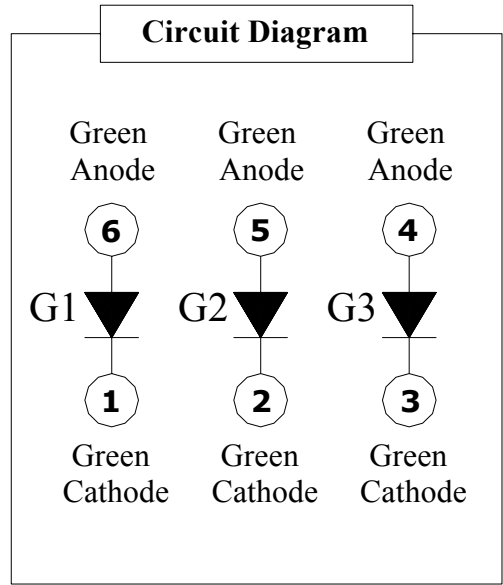 Circuit Diagram
Green Green Green
Anode Anode Anode
6 5 4
G1 G2 G3
1 2 3
Green Green Green
Cathode Cathode Cathode